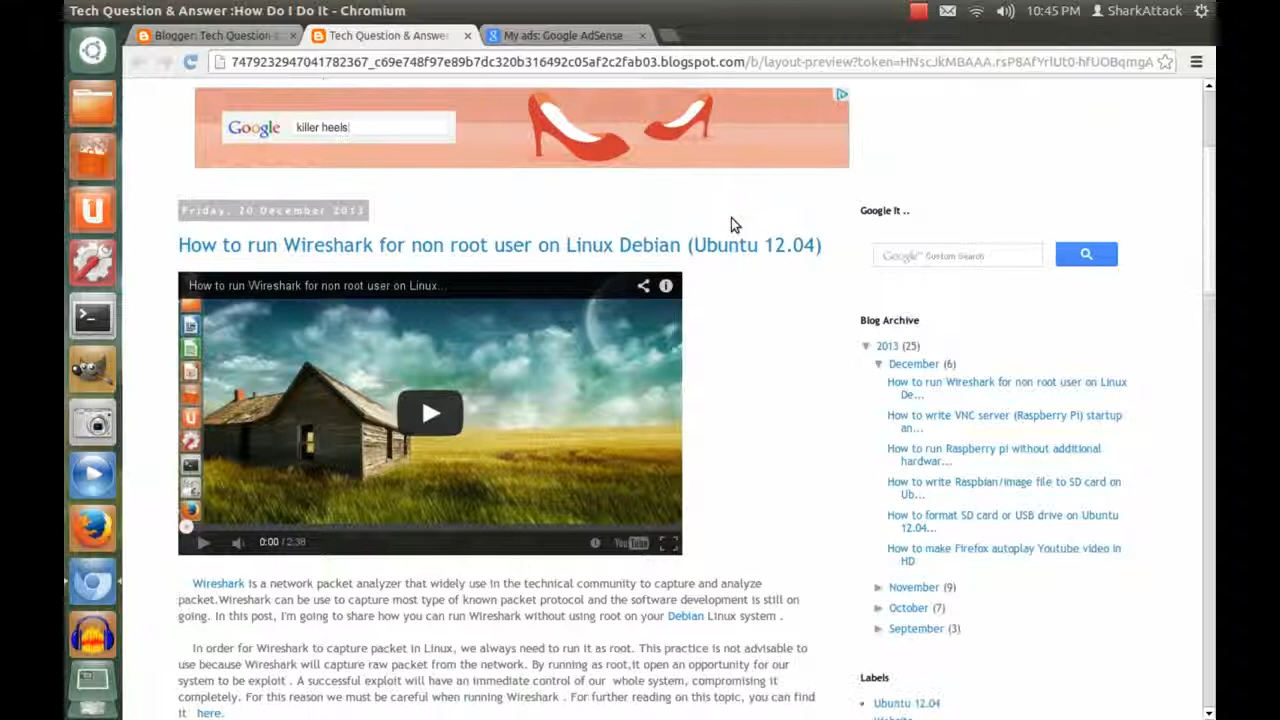 Tech Question & Answer :How Do I Do It - Chromium
10:45 PM
SharkAttack
Blogger: Tech Question
Tech Question & Answe
My ads: Google AdSense
blogspot.com
Google
killer heels
Friday, 20 December 2013
Google It ..
How to run Wireshark for non root user on Linux Debian (Ubuntu 12.04)
Google™ Custom Search
How to run Wireshark for non root user on Linux...
Blog Archive
▼ 2013 (25)
▼ December (6)
How to run Wireshark for non root user on Linux
De...
How to write VNC server (Raspberry Pi) startup
an...
How to run Raspberry pi without additional
hardwar...
How to write Raspbian/image file to SD card on
Ub...
How to format SD card or USB drive on Ubuntu
12.04...
How to make Firefox autoplay Youtube video in
HD
► November (9)
► October (7)
► September (3)
0:00 / 2:38
YouTube
Wireshark is a network packet analyzer that widely use in the technical community to capture and analyze
packet.Wireshark can be use to capture most type of known packet protocol and the software development is still on
going. In this post, I'm going to share how you can run Wireshark without using root on your Debian Linux system .
In order for Wireshark to capture packet in Linux, we always need to run it as root. This practice is not advisable to
use because Wireshark will capture raw packet from the network. By running as root,it open an opportunity for our
system to be exploit . A successful exploit will have an immediate control of our whole system, compromising it
completely. For this reason we must be careful when running Wireshark . For further reading on this topic, you can find
it here.
Labels
Ubuntu 12.04